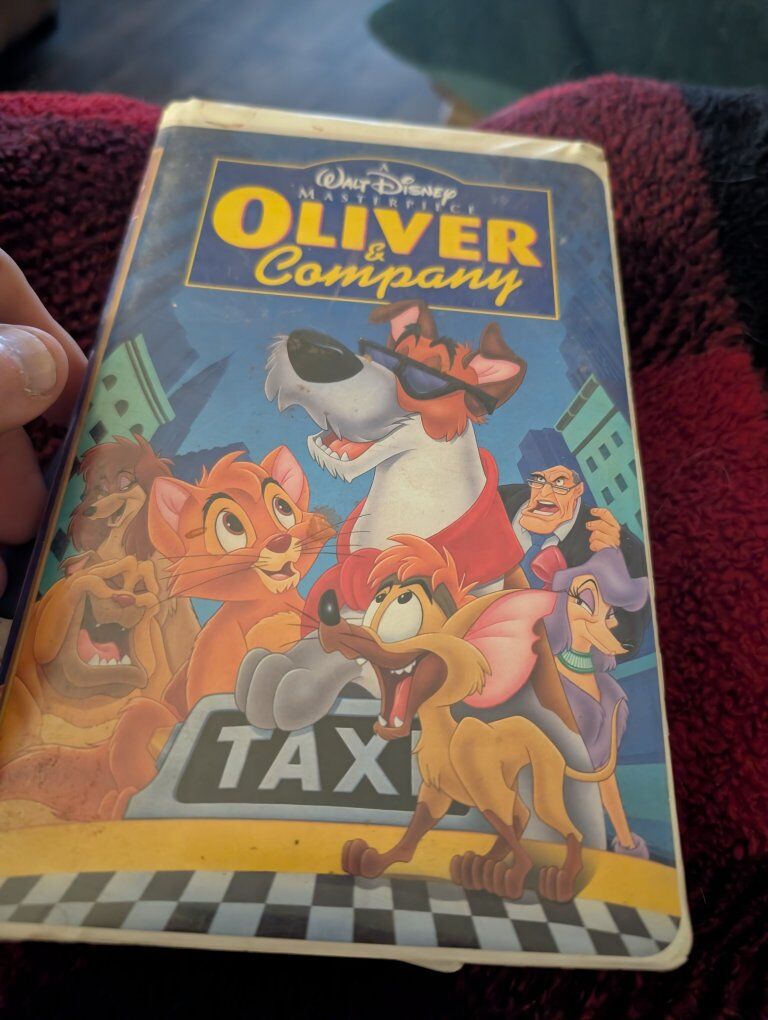 A
WALT DISNEY
MASTERPIECE
OLIVER
&
Company
TAXI